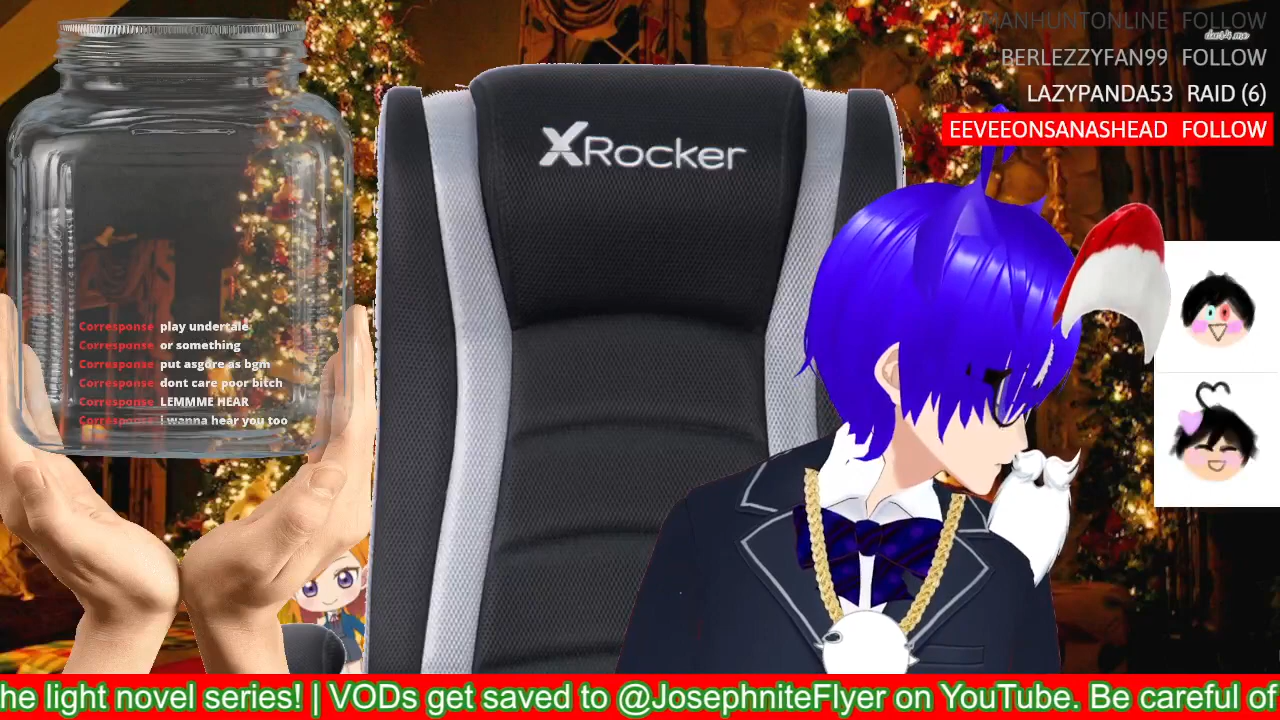 MANHUNTONLINE FOLLOW
BERLEZZYFAN99 FOLLOW
LAZYPANDA53 RAID (6)
EEVEEONSANASHEAD FOLLOW
XRocker
Corresponse play undertale
Corresponse or something
Corresponse put asgore as bgm
Corresponse dont care poor bitch
Corresponse LEMMME HEAR
Corresponse i wanna hear you too
he light novel series! | VODs get saved to @JosephniteFlyer on YouTube. Be careful of